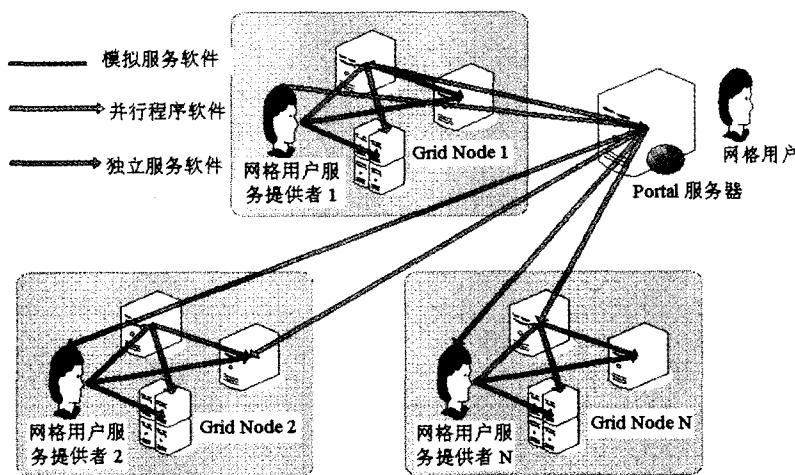 模拟服务软件
并行程序软件
独立服务软件
网格用户服
务提供者 1
Grid Node 1
网格用户
Portal 服务器
网格用户服
务提供者 2
Grid Node 2
网格用户服
务提供者 N
Grid Node N